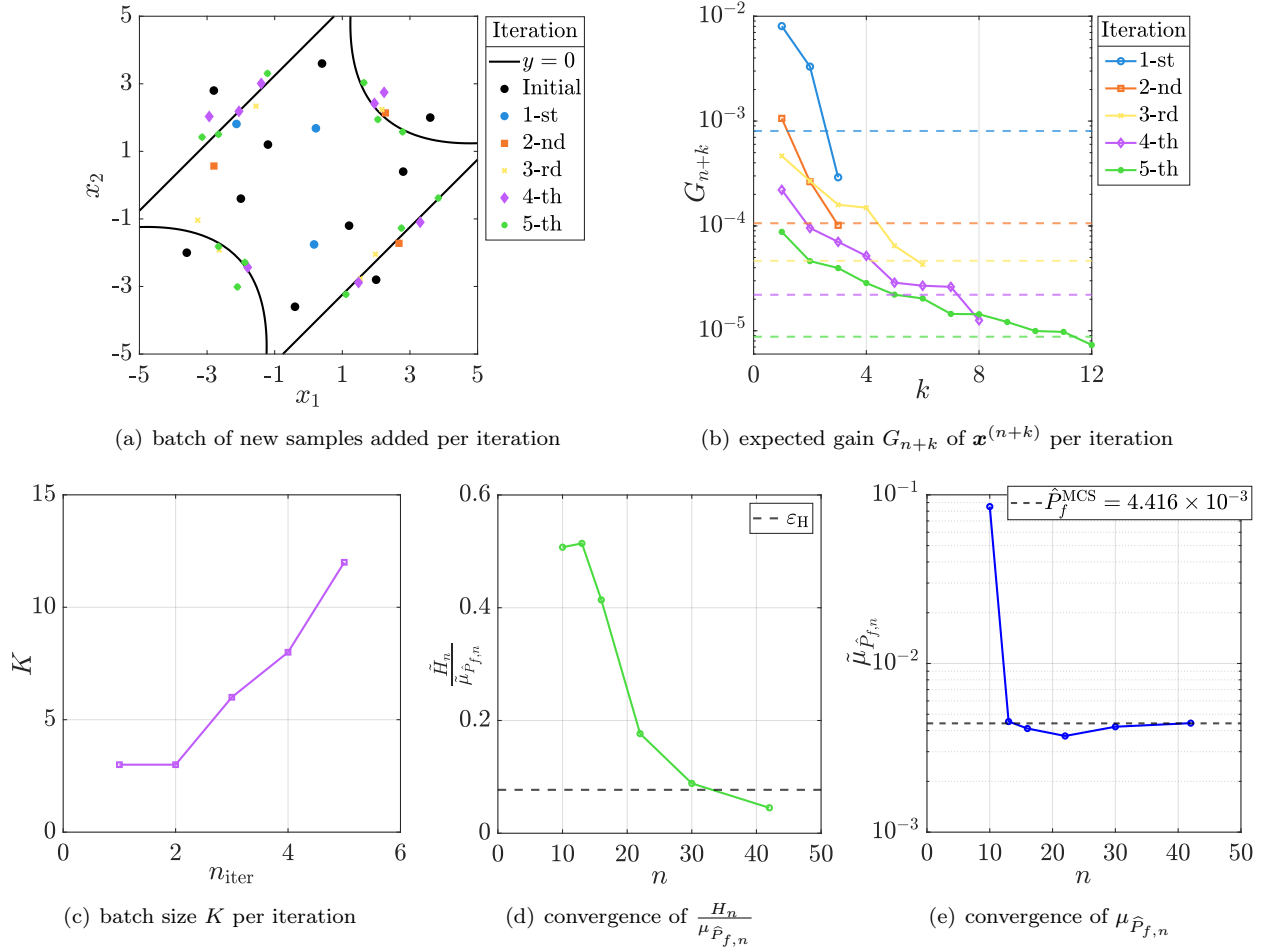 5
3
1
-1
-3
-5
-5 -3 -1 1 3 5
x₂
x₁
Iteration
y = 0
Initial
1-st
2-nd
3-rd
4-th
5-th
(a) batch of new samples added per iteration
10⁻²
10⁻³
10⁻⁴
10⁻⁵
0 4 8 12
G_{n+k}
k
Iteration
1-st
2-nd
3-rd
4-th
5-th
(b) expected gain G_{n+k} of x^{(n+k)} per iteration
15
10
5
0
0 2 4 6
K
n_iter
(c) batch size K per iteration
0.6
0.4
0.2
0
0 10 20 30 40 50
H̃_n / μ̃_{P̂_{f,n}}
n
ε_H
(d) convergence of H_n / μ_{P̂_{f,n}}
10⁻¹
10⁻²
10⁻³
0 10 20 30 40 50
μ̃_{P̂_{f,n}}
n
P̂_f^{MCS} = 4.416 × 10⁻³
(e) convergence of μ_{P̂_{f,n}}